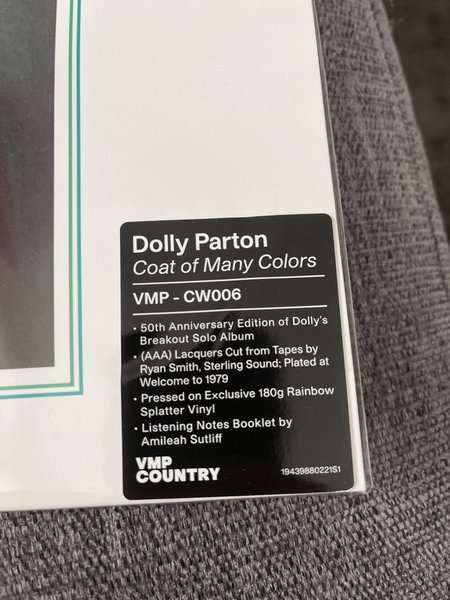 Dolly Parton
Coat of Many Colors
VMP - CW006
• 50th Anniversary Edition of Dolly's
Breakout Solo Album
• (AAA) Lacquers Cut from Tapes by
Ryan Smith, Sterling Sound; Plated at
Welcome to 1979
• Pressed on Exclusive 180g Rainbow
Splatter Vinyl
• Listening Notes Booklet by
Amileah Sutliff
VMP
COUNTRY
19439880221S1